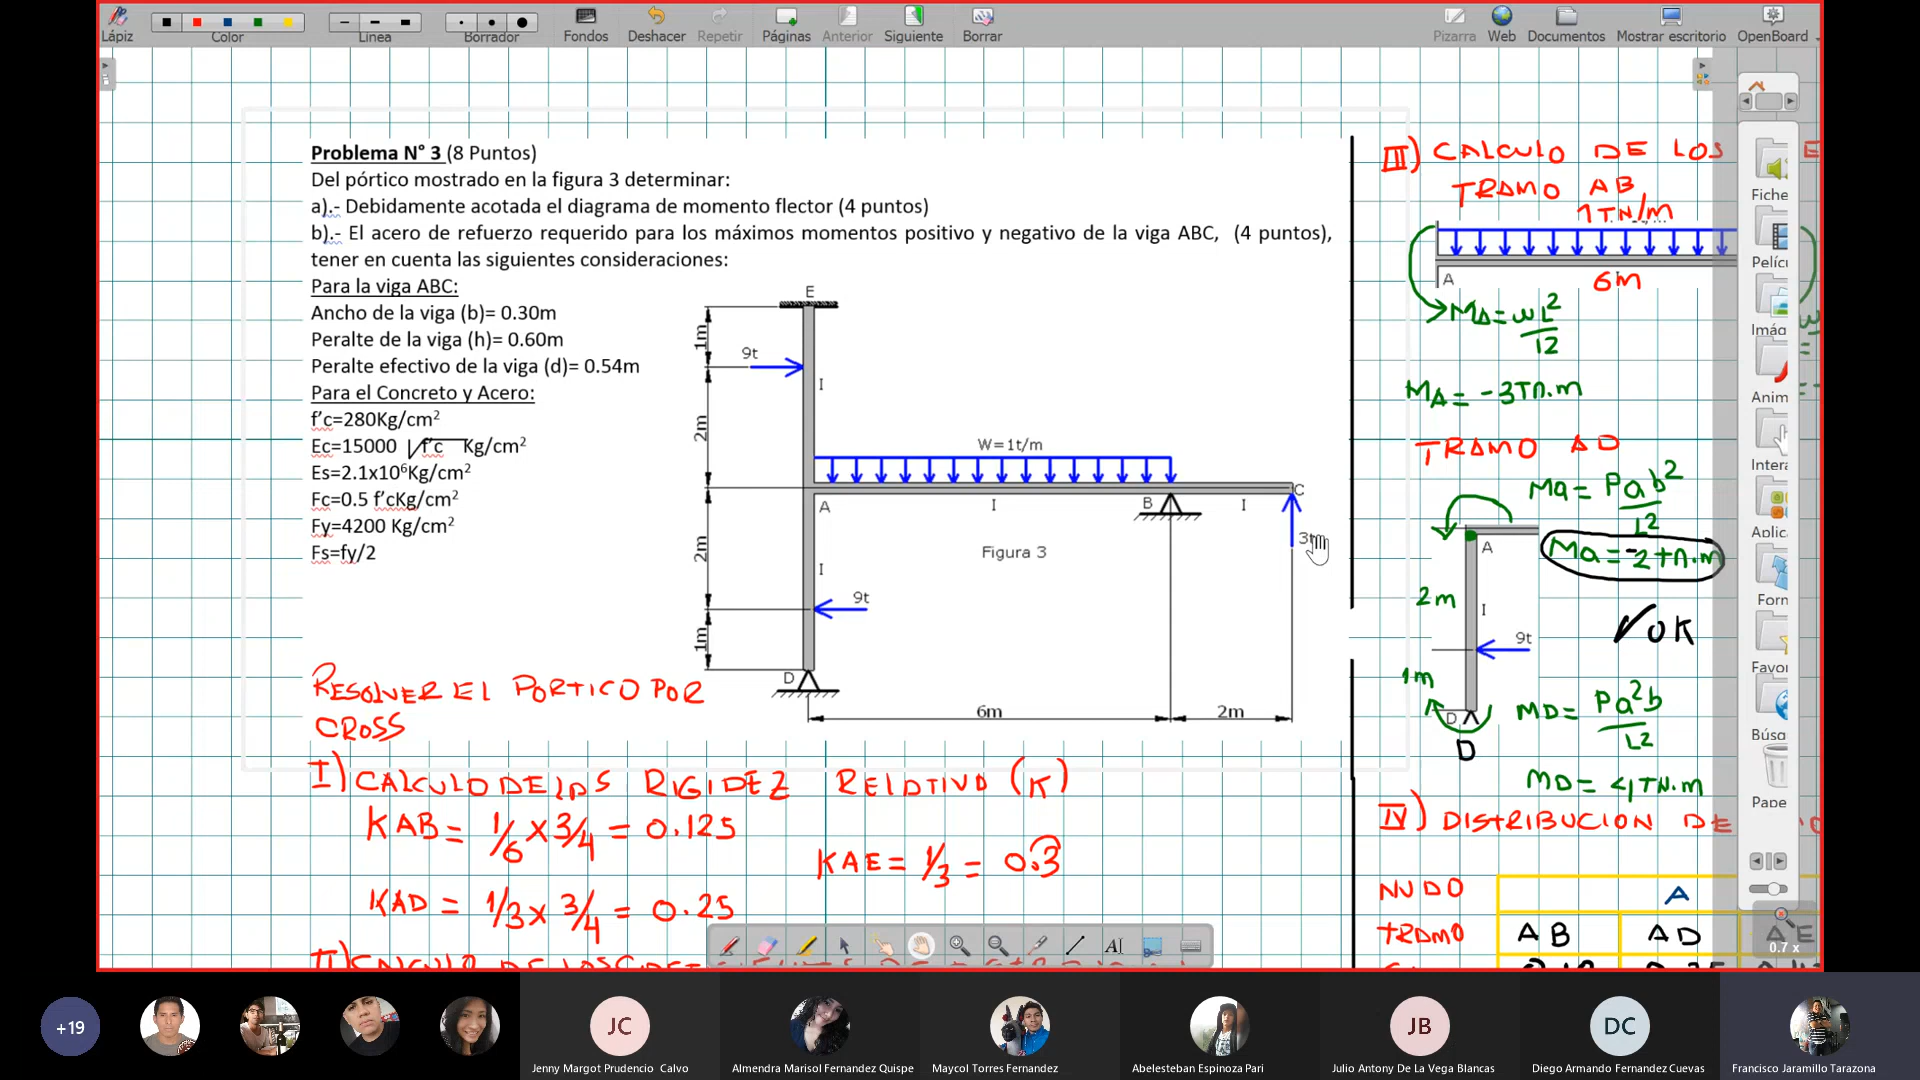 Lápiz
Color
Línea
Borrador
Fondos
Deshacer
Repetir
Páginas
Anterior
Siguiente
Borrar
Pizarra
Web
Documentos
Mostrar escritorio
OpenBoard
Problema N° 3 (8 Puntos)
Del pórtico mostrado en la figura 3 determinar:
a).- Debidamente acotada el diagrama de momento flector (4 puntos)
b).- El acero de refuerzo requerido para los máximos momentos positivo y negativo de la viga ABC, (4 puntos),
tener en cuenta las siguientes consideraciones:
Para la viga ABC:
Ancho de la viga (b)= 0.30m
Peralte de la viga (h)= 0.60m
Peralte efectivo de la viga (d)= 0.54m
Para el Concreto y Acero:
f'c=280Kg/cm²
Ec=15000 √f'c Kg/cm²
Es=2.1x10⁶Kg/cm²
Fc=0.5 f'cKg/cm²
Fy=4200 Kg/cm²
Fs=fy/2
E
1m
9t
I
2m
W=1t/m
A
B
C
I
I
3t
2m
I
Figura 3
9t
1m
D
6m
2m
RESOLVER EL PORTICO POR
CROSS
I) CALCULO DE LAS RIGIDEZ RELATIVO (K)
KAB = 1/6 x 3/4 = 0.125
KAE = 1/3 = 0.3
KAD = 1/3 x 3/4 = 0.25
III) CALCULO DE LOS E
TRAMO AB
1TN/m
A
6m
MA = wL²/12
MA = -3TN.m
TRAMO AD
Ma = Pab²/L²
A
Ma = -2 tn.m
2m
I
✓OK
9t
1m
D
D
MD = Pa²b/L²
MD = 4TN.m
IV) DISTRIBUCION DE
NUDO
A
TRAMO
AB
AD
AE
Fiche
Pelícu
Imág
Anim
Intera
Aplica
Form
Favor
Búsq
Pape
0.7 x
+19
JC
JB
DC
Jenny Margot Prudencio Calvo
Almendra Marisol Fernandez Quispe
Maycol Torres Fernandez
Abelesteban Espinoza Pari
Julio Antony De La Vega Blancas
Diego Armando Fernandez Cuevas
Francisco Jaramillo Tarazona